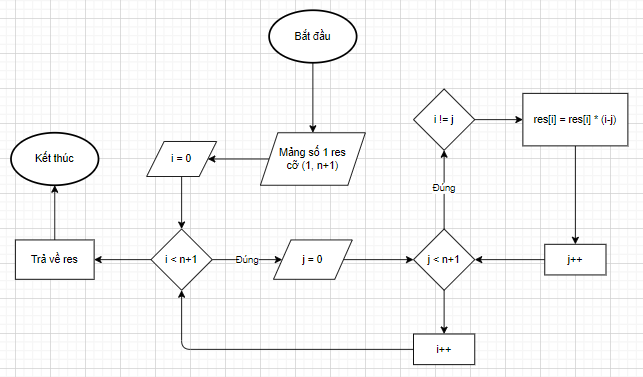 Bắt đầu
i != j
res[i] = res[i] * (i-j)
Kết thúc
i = 0
Mảng số 1 res
cỡ (1, n+1)
Đúng
Trả về res
i < n+1
Đúng
j = 0
j < n+1
j++
i++